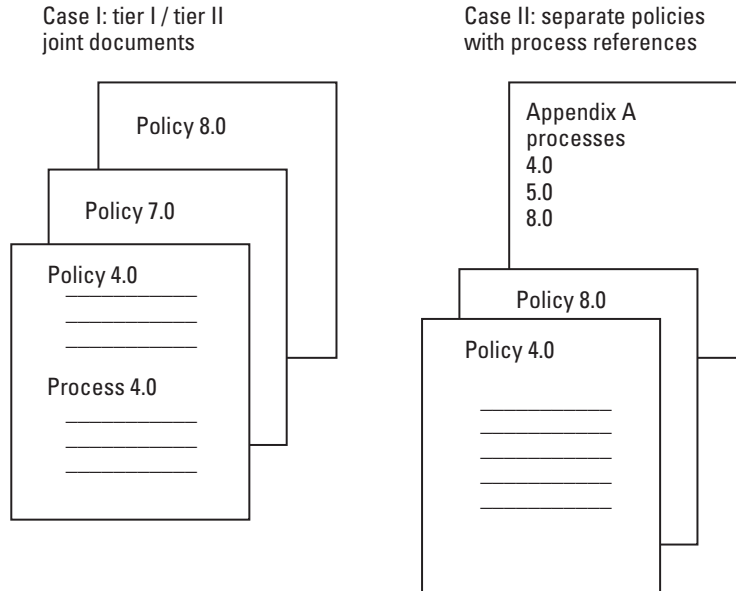 Case I: tier I / tier II
joint documents
Policy 8.0
Policy 7.0
Policy 4.0
Process 4.0
Case II: separate policies
with process references
Appendix A
processes
4.0
5.0
8.0
Policy 8.0
Policy 4.0